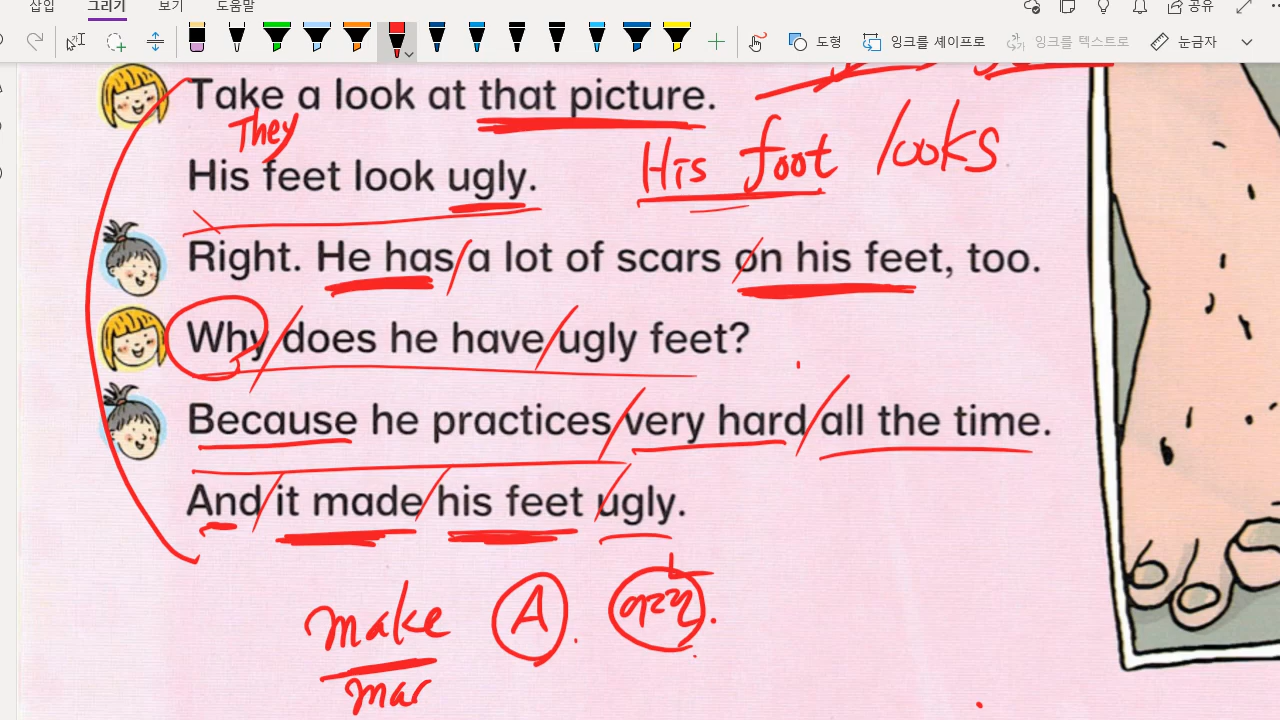 삽입 그리기 보기 도움말 공유
도형 잉크를 셰이프로 잉크를 텍스트로 눈금자
Take a look at that picture.
They
His feet look ugly. His foot looks
Right. He has a lot of scars on his feet, too.
Why does he have ugly feet?
Because he practices very hard all the time.
And it made his feet ugly.
make A.